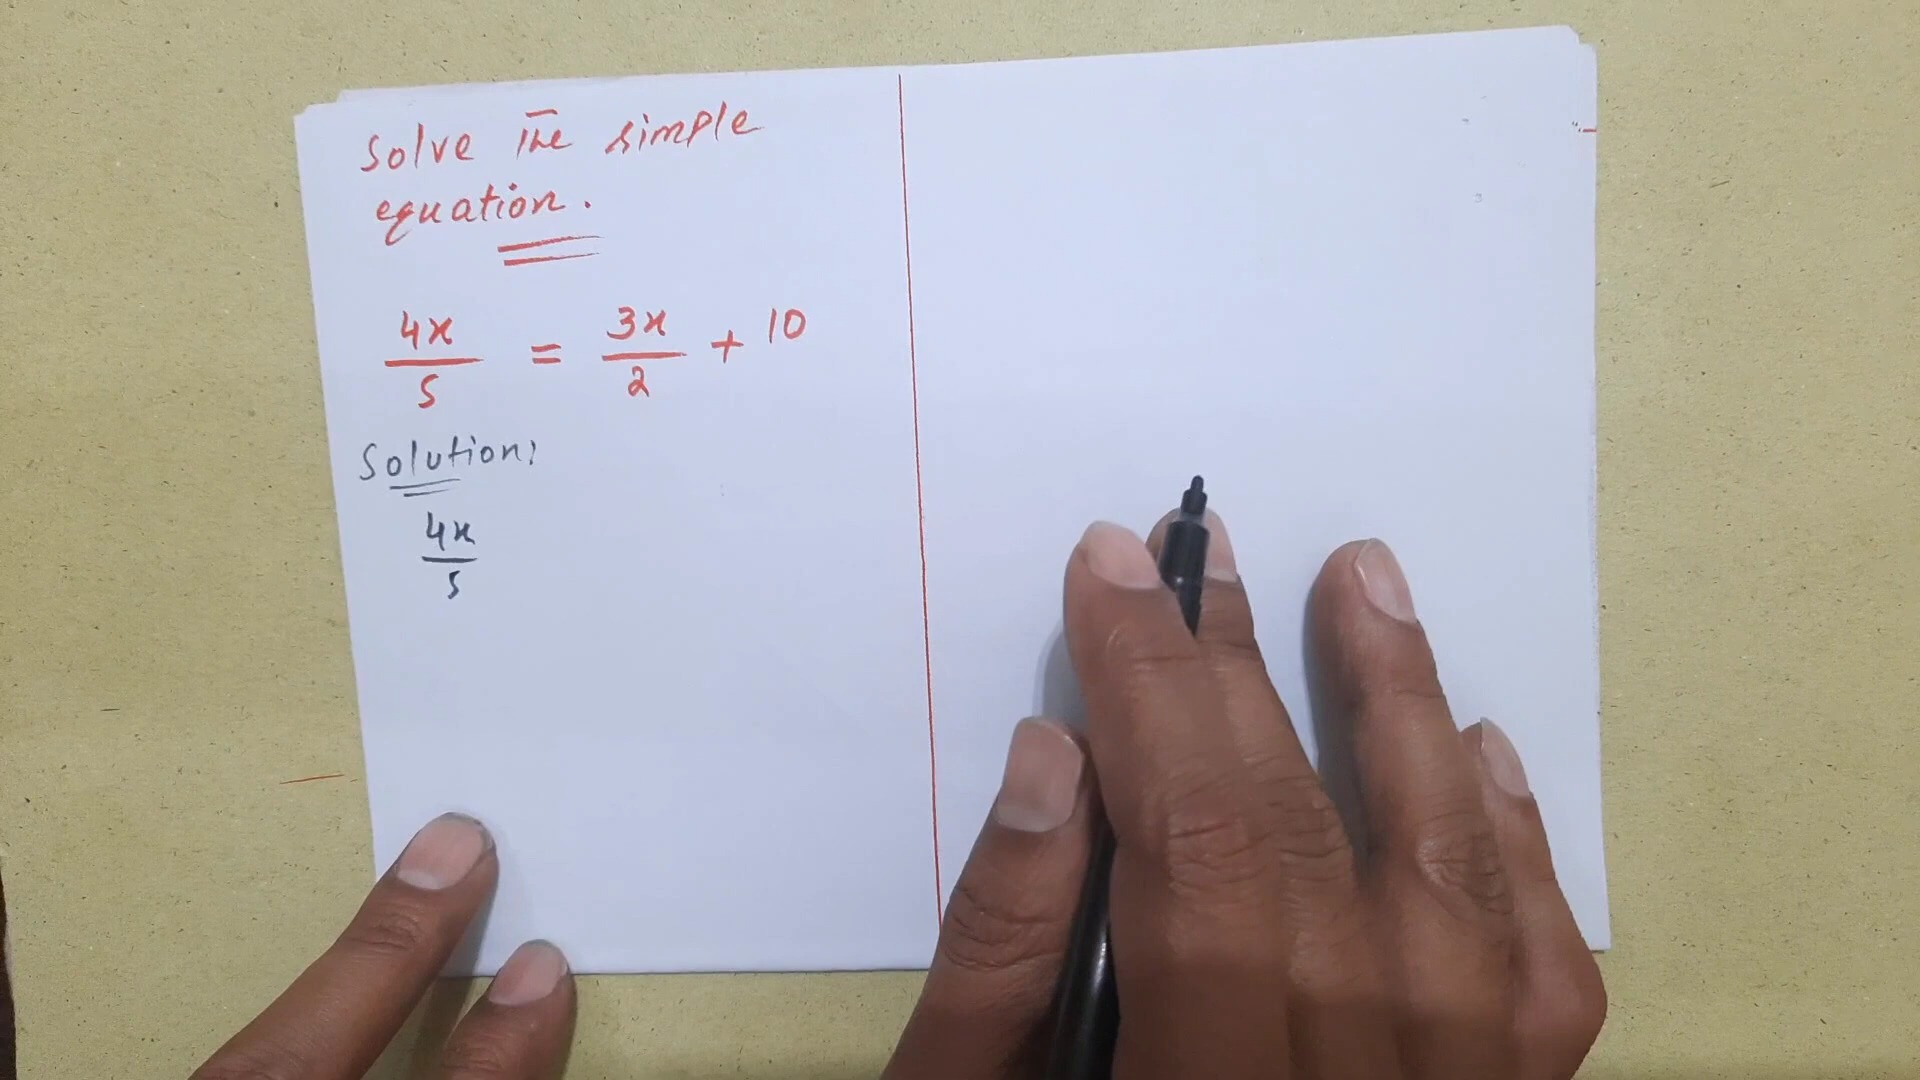 Solve the simple
equation.
4x/5 = 3x/2 + 10
Solution:
4x/5